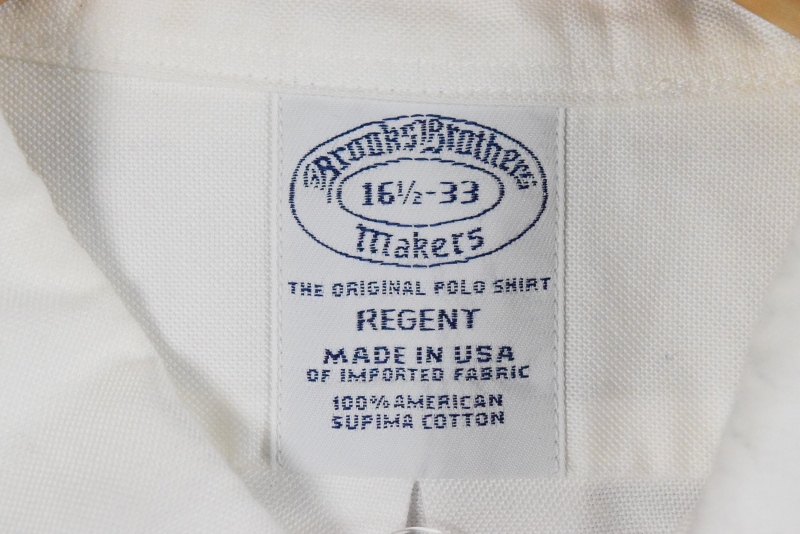 Brooks Brothers
16½-33
Makers
THE ORIGINAL POLO SHIRT
REGENT
MADE IN USA
OF IMPORTED FABRIC
100% AMERICAN
SUPIMA COTTON